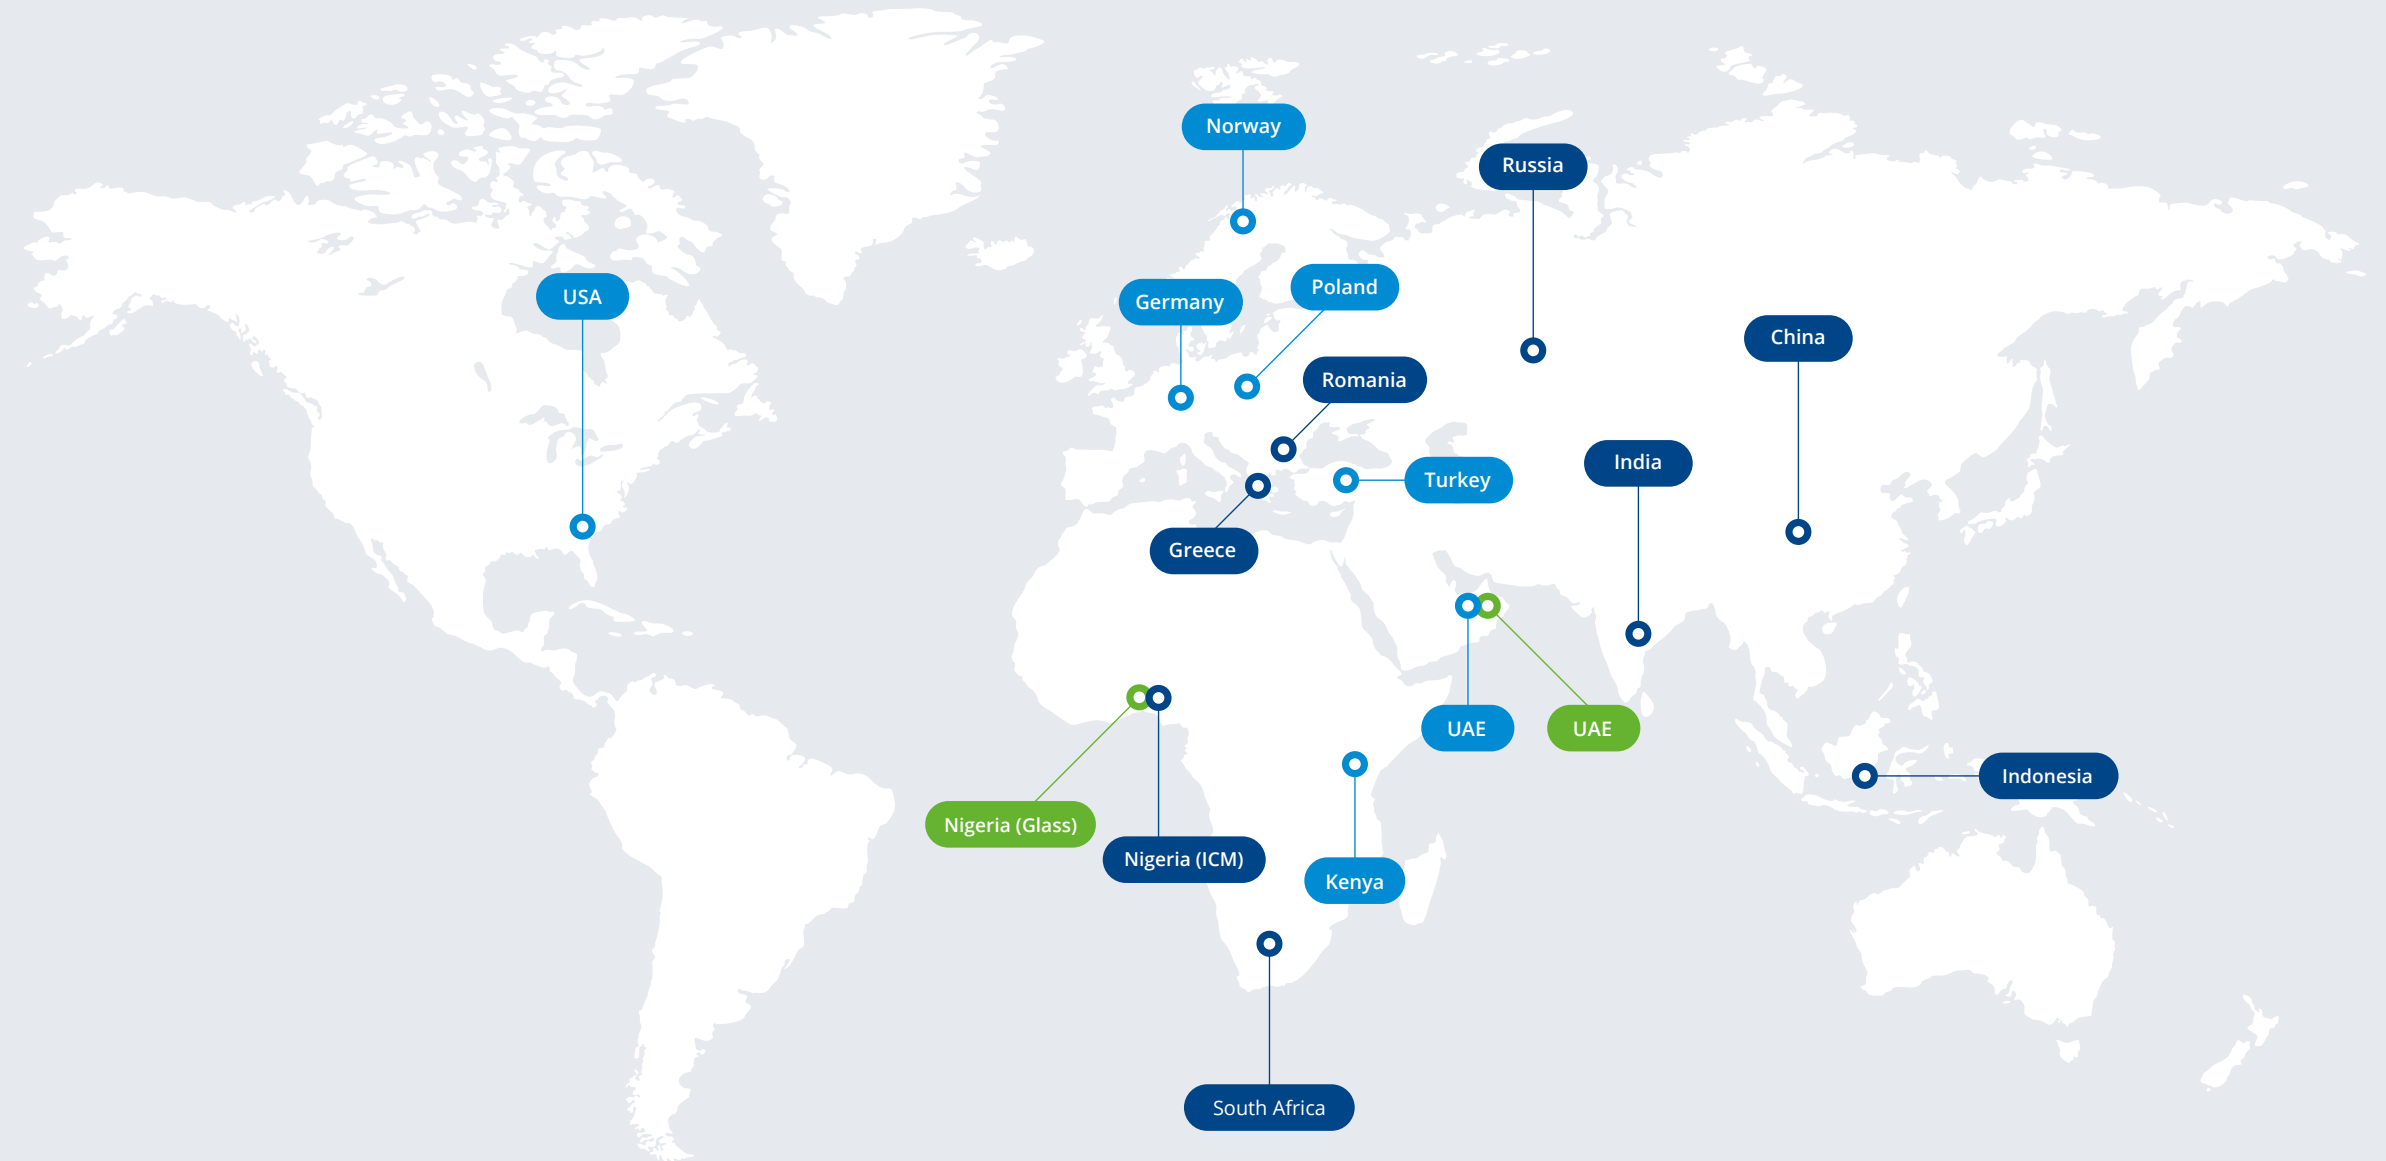 Norway
Russia
USA
Germany
Poland
China
Romania
India
Turkey
Greece
UAE
UAE
Indonesia
Nigeria (Glass)
Nigeria (ICM)
Kenya
South Africa